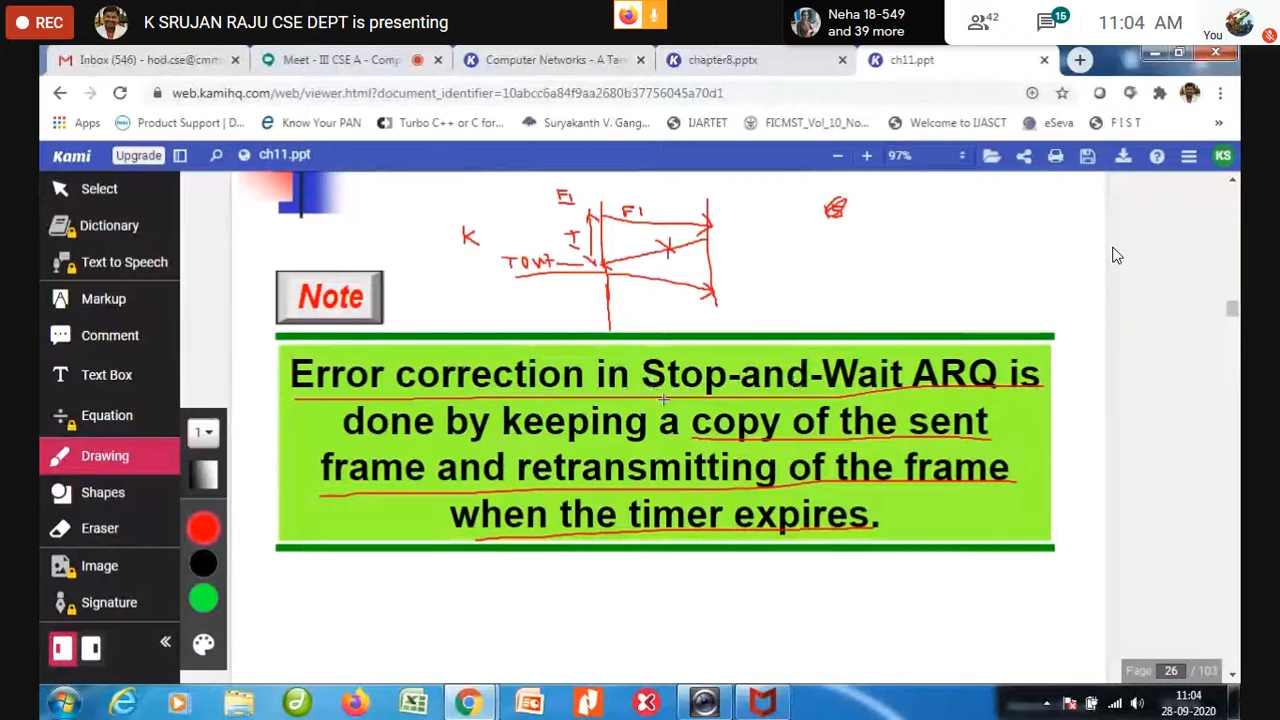 REC
K SRUJAN RAJU CSE DEPT is presenting
Neha 18-549
and 39 more
42
15
11:04 AM
You
Inbox (546) - hod.cse@cmrt
Meet - III CSE A - Comp
Computer Networks - A Tan
chapter8.pptx
ch11.ppt
web.kamihq.com/web/viewer.html?document_identifier=10abcc6a84f9aa2680b37756045a70d1
Apps
Product Support – D...
Know Your PAN
Turbo C++ or C for...
Suryakanth V. Gang...
IJARTET
FICMST_Vol_10_No...
Welcome to IJASCT
eSeva
F I S T
»
Kami
Upgrade
ch11.ppt
97%
KS
Select
Dictionary
Text to Speech
Markup
Comment
Text Box
Equation
Drawing
Shapes
Eraser
Image
Signature
1
F1
F1
K
T
TOUT
Note
Error correction in Stop-and-Wait ARQ is
done by keeping a copy of the sent
frame and retransmitting of the frame
when the timer expires.
Page 26 / 103
11:04
28-09-2020